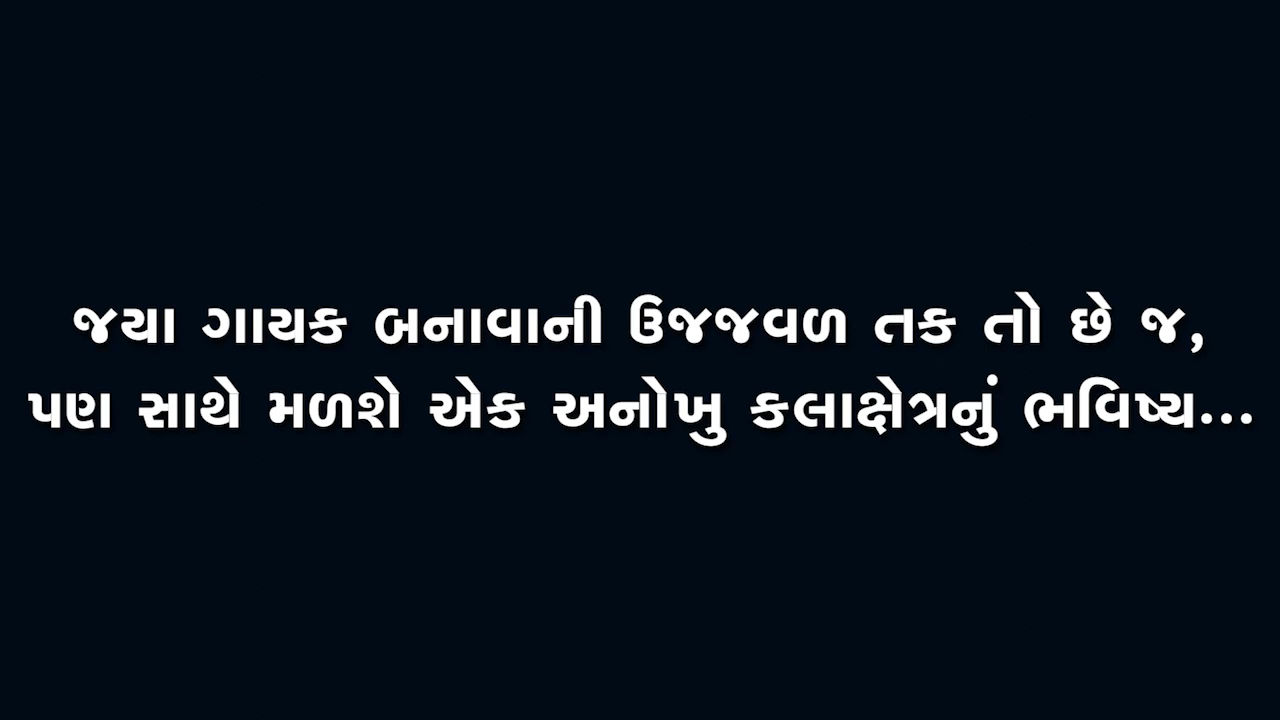 જયા ગાયક બનાવાની ઉજજવળ તક તો છે જ,
પણ સાથે મળશે એક અનોખુ કલાક્ષેત્રનું ભવિષ્ય...